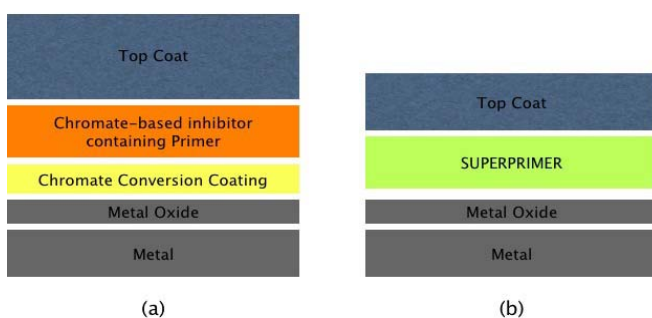 Top Coat
Chromate-based inhibitor
containing Primer
Chromate Conversion Coating
Metal Oxide
Metal
(a)
Top Coat
SUPERPRIMER
Metal Oxide
Metal
(b)